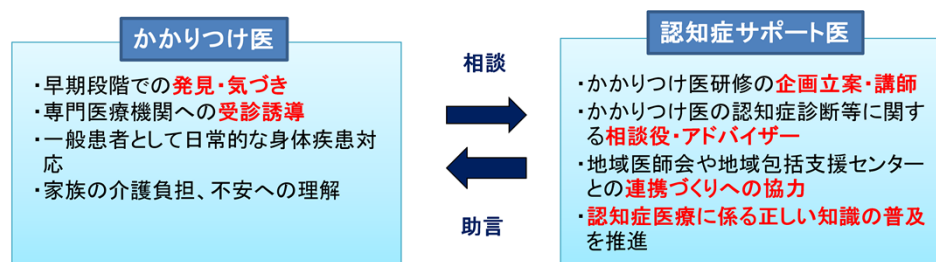 かかりつけ医
・早期段階での発見・気づき
・専門医療機関への受診誘導
・一般患者として日常的な身体疾患対
応
・家族の介護負担、不安への理解
相談
助言
認知症サポート医
・かかりつけ医研修の企画立案・講師
・かかりつけ医の認知症診断等に関す
る相談役・アドバイザー
・地域医師会や地域包括支援センター
との連携づくりへの協力
・認知症医療に係る正しい知識の普及
を推進